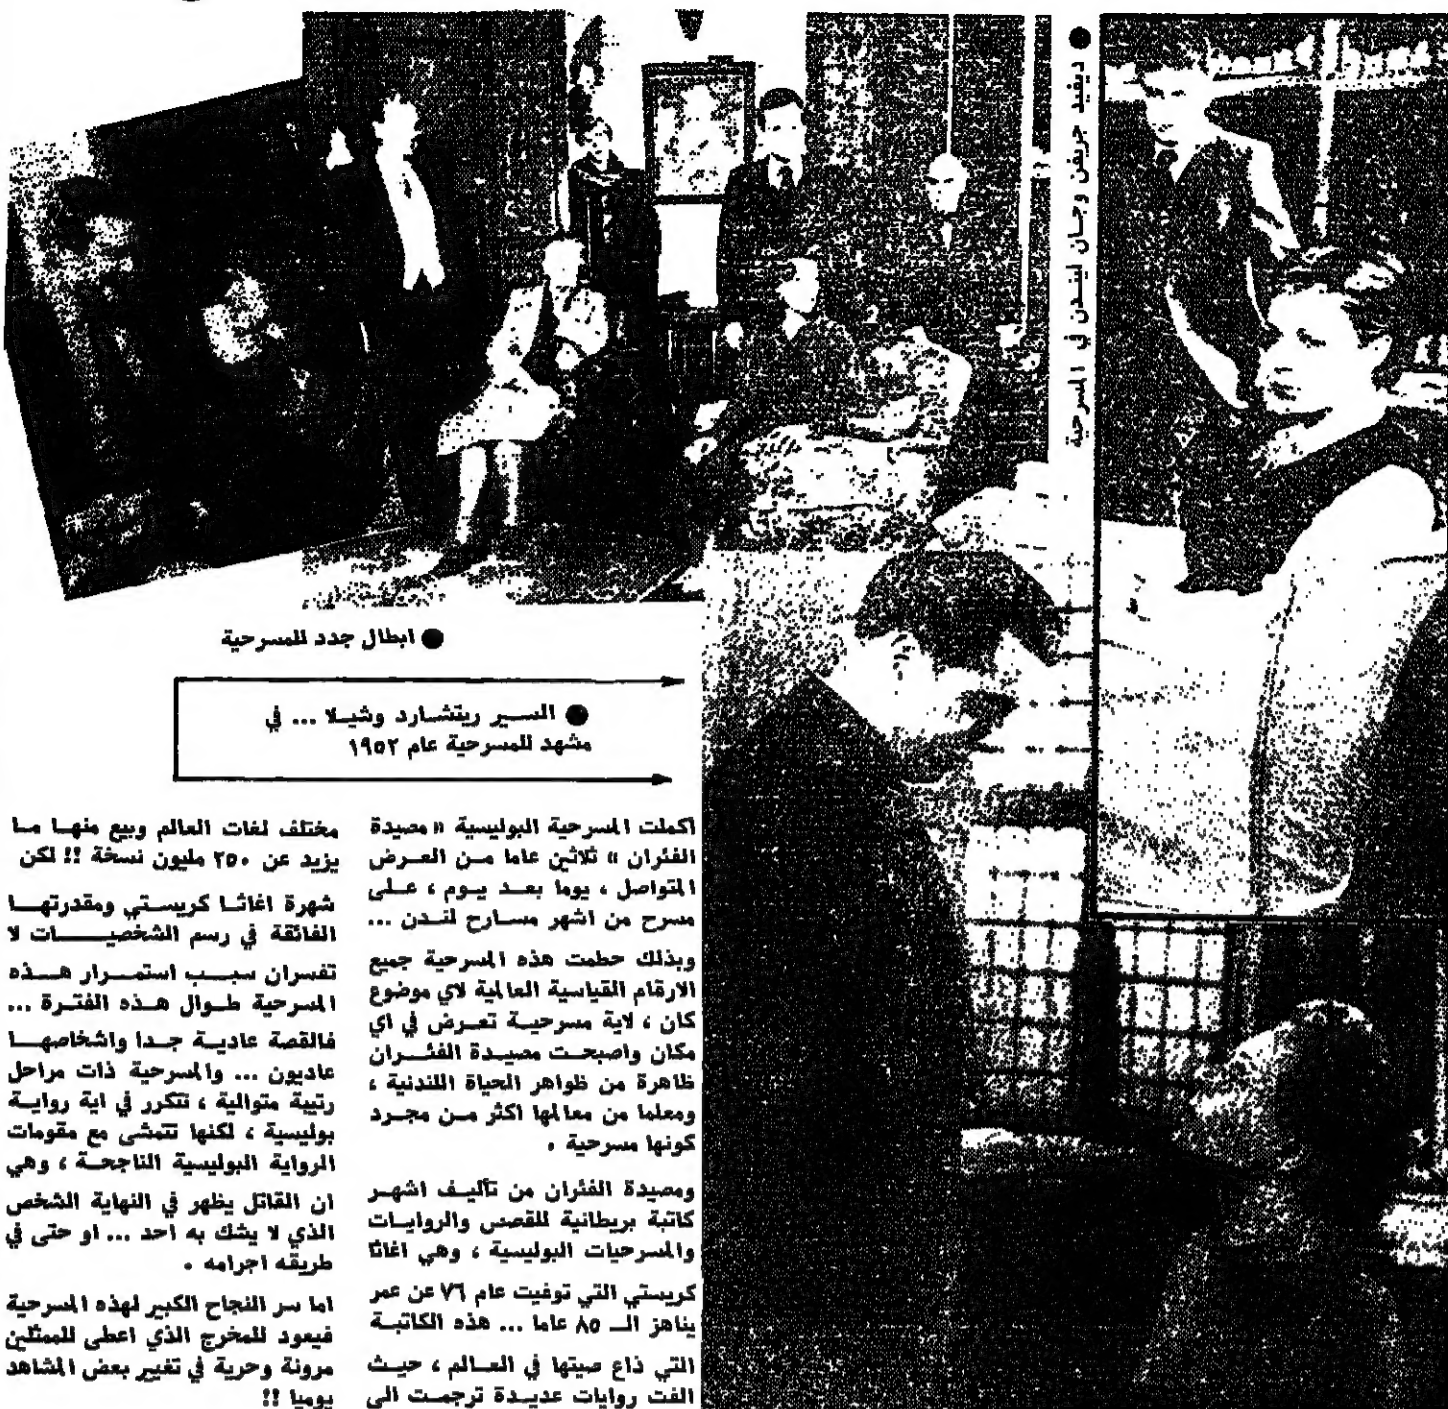 ● ديفيد جريفن وجان ليندن في المسرحية
● ابطال جدد للمسرحية
● السير ريتشارد وشيلا ... في
مشهد للمسرحية عام ١٩٥٢
اكملت المسرحية البوليسية « مصيدة
الفئران » ثلاثين عاما من العرض
المتواصل ، يوما بعد يوم ، على
مسرح من اشهر مسارح لندن ...
وبذلك حطمت هذه المسرحية جميع
الارقام القياسية العالمية لاي موضوع
كان ، لاية مسرحية تعرض في اي
مكان واصبحت مصيدة الفئران
ظاهرة من ظواهر الحياة اللندنية ،
ومعلما من معالمها اكثر من مجرد
كونها مسرحية .
ومصيدة الفئران من تأليف اشهر
كاتبة بريطانية للقصص والروايات
والمسرحيات البوليسية ، وهي اغاثا
كريستي التي توفيت عام ٧٦ عن عمر
يناهز الـ ٨٥ عاما ... هذه الكاتبة
التي ذاع صيتها في العالم ، حيث
الفت روايات عديدة ترجمت الى
مختلف لغات العالم وبيع منها ما
يزيد عن ٢٥٠ مليون نسخة !! لكن
شهرة اغاثا كريستي ومقدرتها
الفائقة في رسم الشخصيات لا
تفسران سبب استمرار هذه
المسرحية طوال هذه الفترة ...
فالقصة عادية جدا واشخاصها
عاديون ... والمسرحية ذات مراحل
رتيبة متوالية ، تتكرر في اية رواية
بوليسية ، لكنها تتمشى مع مقومات
الرواية البوليسية الناجحة ، وهي
ان القاتل يظهر في النهاية الشخص
الذي لا يشك به احد ... او حتى في
طريقه اجرامه .
اما سر النجاح الكبير لهذه المسرحية
فيعود للمخرج الذي اعطى للممثلين
مرونة وحرية في تغيير بعض المشاهد
يوميا !!